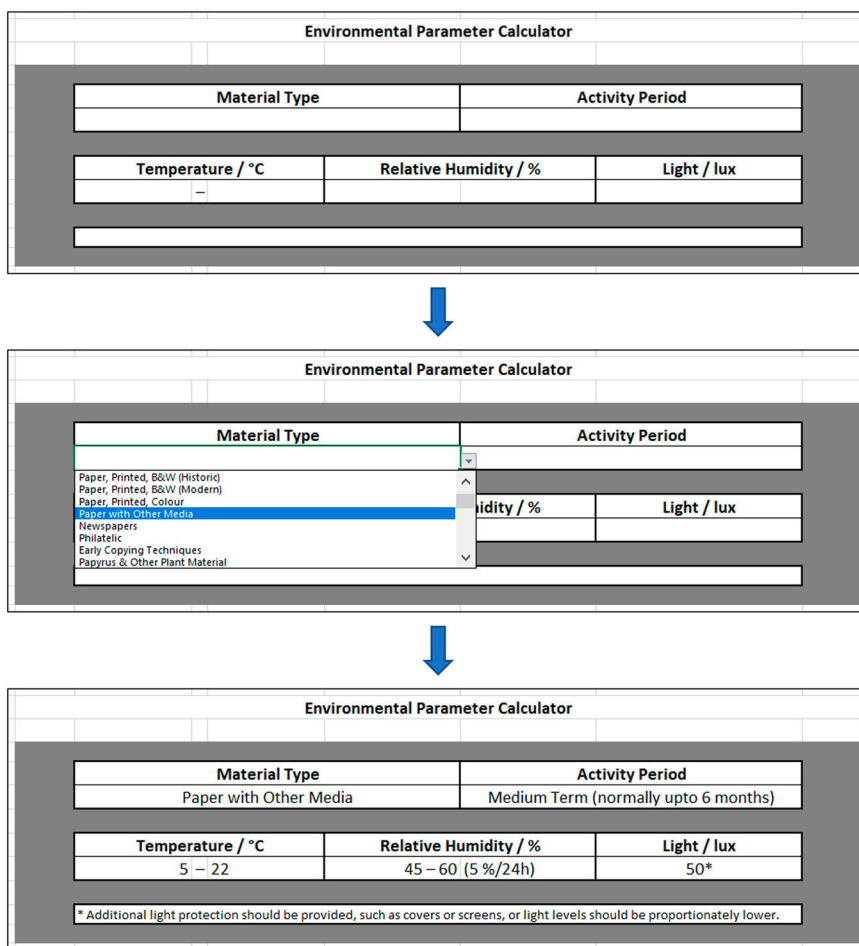 Environmental Parameter Calculator
Material Type Activity Period
Temperature / °C Relative Humidity / % Light / lux
–
Environmental Parameter Calculator
Material Type Activity Period
Paper, Printed, B&W (Historic)
Paper, Printed, B&W (Modern)
Paper, Printed, Colour
Paper with Other Media
Newspapers
Philatelic
Early Copying Techniques
Papyrus & Other Plant Material
midity / % Light / lux
Environmental Parameter Calculator
Material Type Activity Period
Paper with Other Media Medium Term (normally upto 6 months)
Temperature / °C Relative Humidity / % Light / lux
5 – 22 45 – 60 (5 %/24h) 50*
* Additional light protection should be provided, such as covers or screens, or light levels should be proportionately lower.